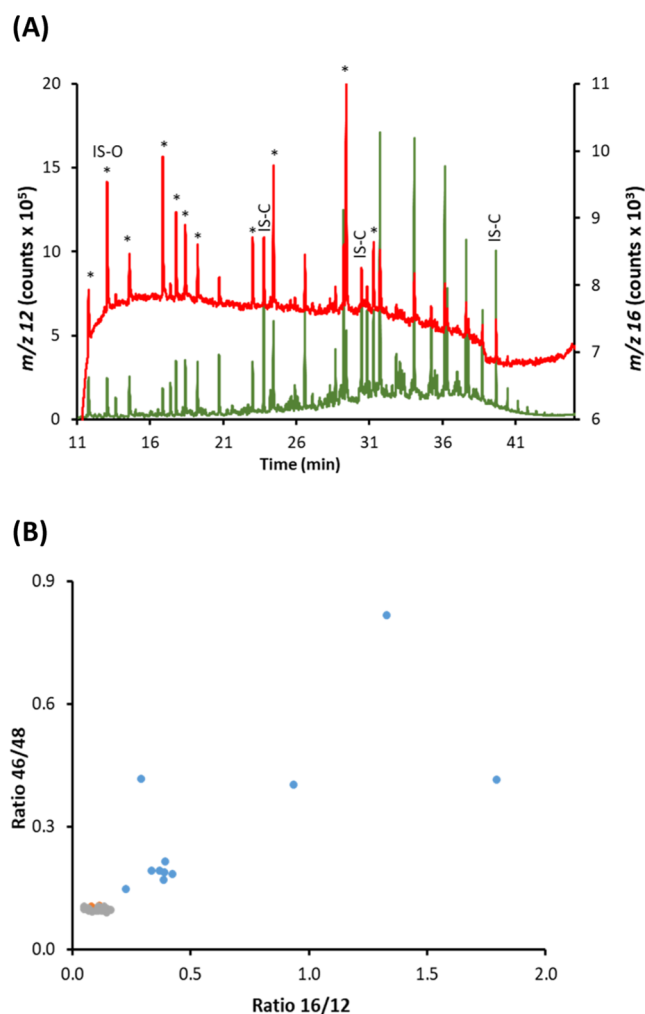 (A)
20
15
10
5
0
m/z 12 (counts x 10⁵)
11
10
9
8
7
6
m/z 16 (counts x 10³)
IS-O
*
*
*
*
*
*
*
*
IS-C
*
*
IS-C
*
IS-C
11 16 21 26 31 36 41
Time (min)
(B)
0.9
0.6
0.3
0.0
Ratio 46/48
0.0 0.5 1.0 1.5 2.0
Ratio 16/12